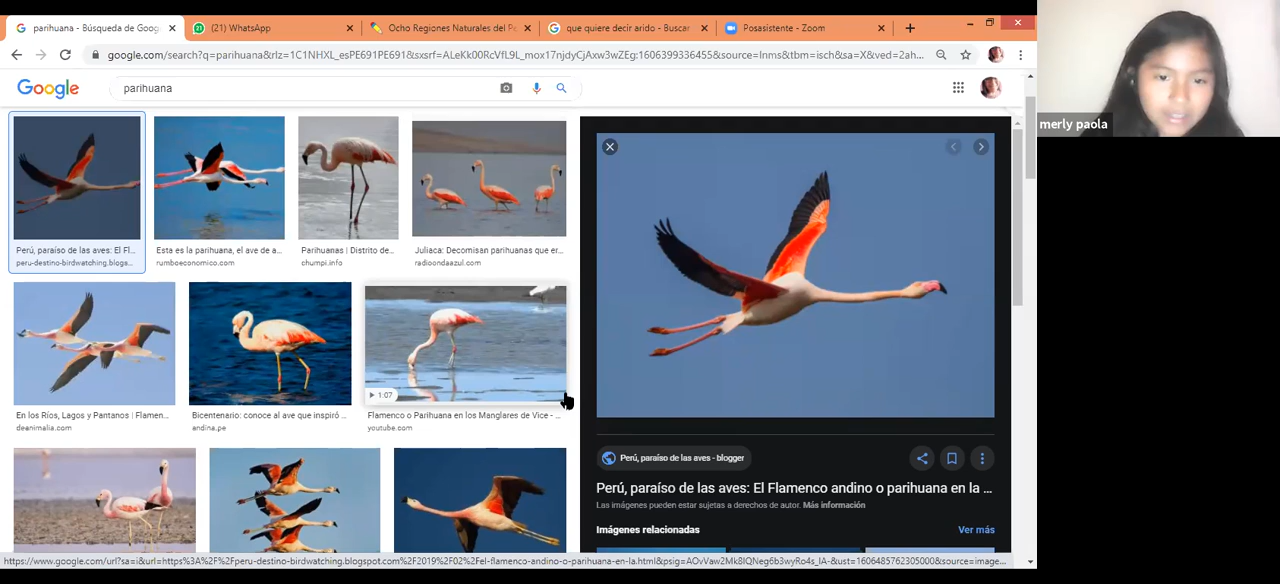 parihuana - Búsqueda de Goog
(21) WhatsApp
Ocho Regiones Naturales del Pe
que quiere decir arido - Buscar
Posasistente - Zoom
google.com/search?q=parihuana&rlz=1C1NHXL_esPE691PE691&sxsrf=ALeKk00RcVfL9L_mox17njdyCjAxw3wZEg:1606399336455&source=lnms&tbm=isch&sa=X&ved=2ah...
Google
parihuana
merly paola
Perú, paraíso de las aves: El Fl...
peru-destino-birdwatching.blogs...
Esta es la parihuana, el ave de a...
rumboeconomico.com
Parihuanas | Distrito de...
chumpi.info
Juliaca: Decomisan parihuanas que er...
radioondaazul.com
1:07
En los Ríos, Lagos y Pantanos | Flamen...
deanimalia.com
Bicentenario: conoce al ave que inspiró ...
andina.pe
Flamenco o Parihuana en los Manglares de Vice - ...
youtube.com
Perú, paraíso de las aves - blogger
Perú, paraíso de las aves: El Flamenco andino o parihuana en la ...
Las imágenes pueden estar sujetas a derechos de autor. Más información
Imágenes relacionadas
Ver más
https://www.google.com/url?sa=i&url=https%3A%2F%2Fperu-destino-birdwatching.blogspot.com%2F2019%2F02%2Fel-flamenco-andino-o-parihuana-en-la.html&psig=AOvVaw2Mk8IQNeg6b3wyRo4s_IA-&ust=1606485762305000&source=image...